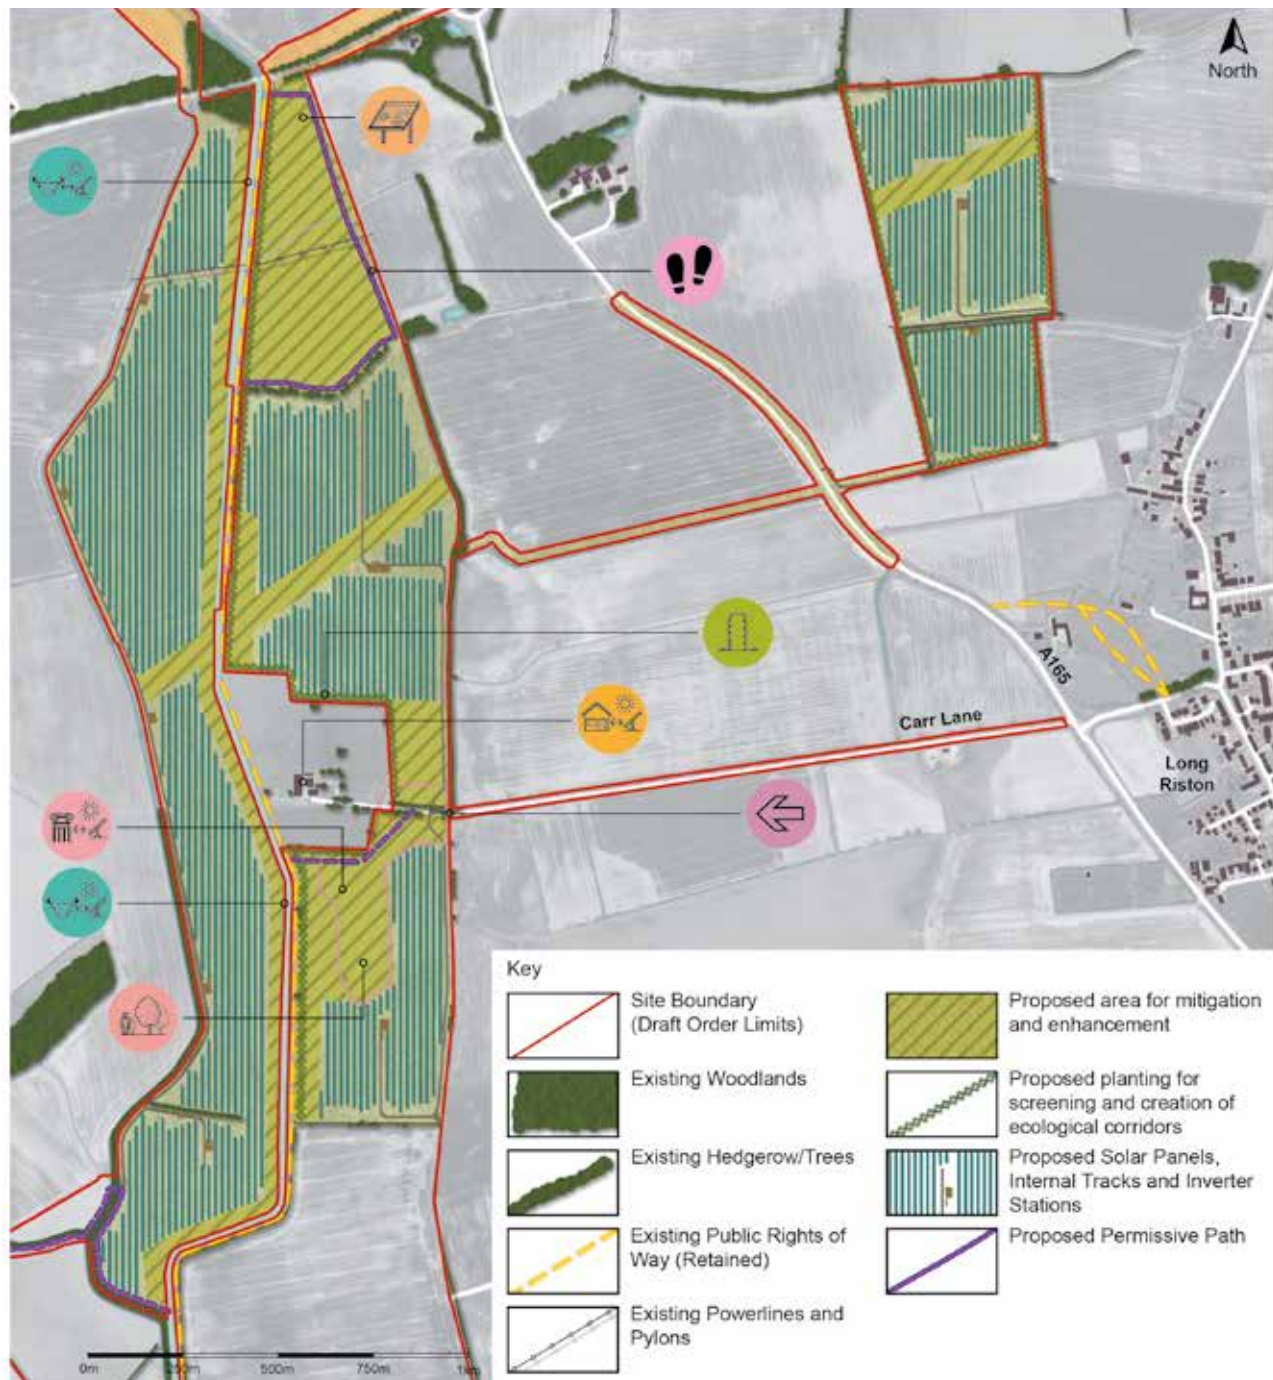 North
A165
Carr Lane
Long
Riston
Key
Site Boundary
(Draft Order Limits)
Existing Woodlands
Existing Hedgerow/Trees
Existing Public Rights of
Way (Retained)
Existing Powerlines and
Pylons
Proposed area for mitigation
and enhancement
Proposed planting for
screening and creation of
ecological corridors
Proposed Solar Panels,
Internal Tracks and Inverter
Stations
Proposed Permissive Path
0m 250m 500m 750m 1km